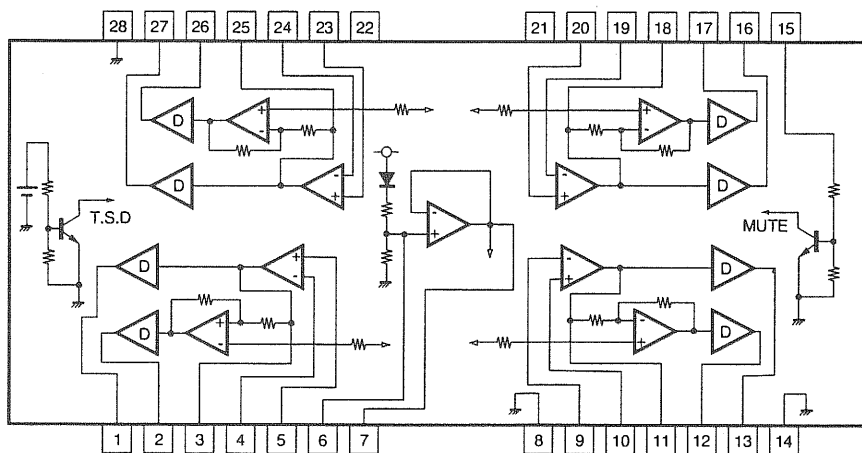 28 27 26 25 24 23 22 21 20 19 18 17 16 15
D + - + D
D - + - + D
T.S.D - + MUTE
D + - - + D
D + - - + D
1 2 3 4 5 6 7 8 9 10 11 12 13 14